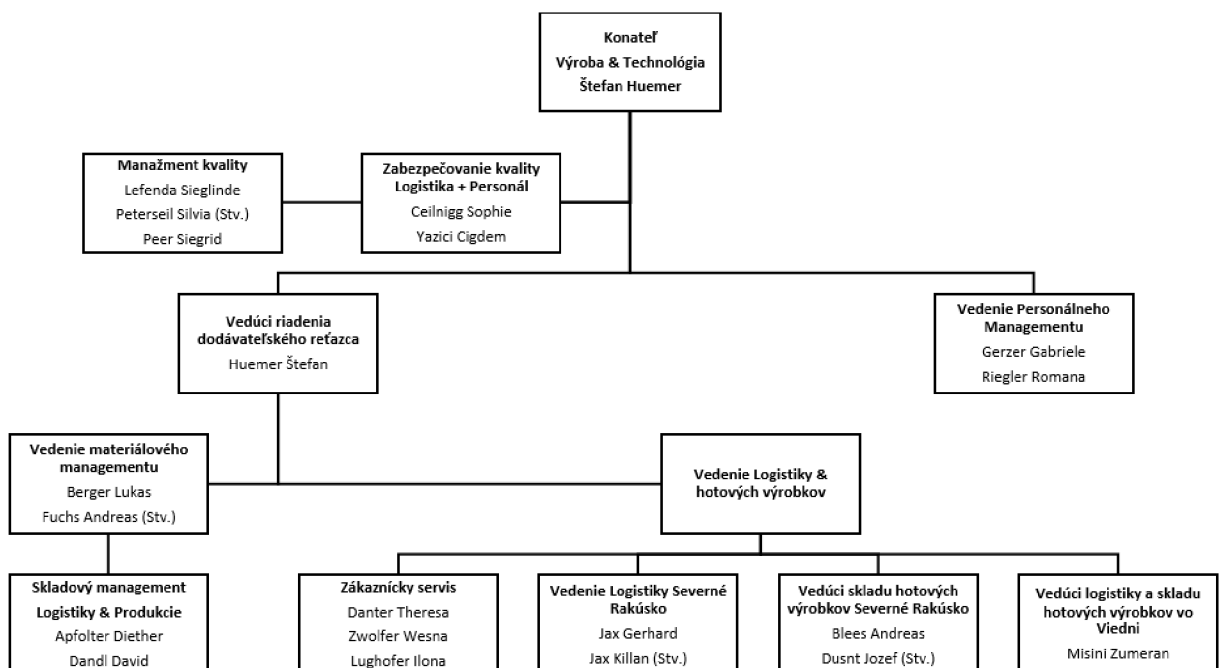 Konateľ
Výroba & Technológia
Štefan Huemer
Manažment kvality
Lefenda Sieglinde
Peterseil Silvia (Stv.)
Peer Siegrid
Zabezpečovanie kvality
Logistika + Personál
Ceilnigg Sophie
Yazici Cigdem
Vedúci riadenia
dodávateľského reťazca
Huemer Štefan
Vedenie Personálneho
Managementu
Gerzer Gabriele
Riegler Romana
Vedenie materiálového
managementu
Berger Lukas
Fuchs Andreas (Stv.)
Vedenie Logistiky &
hotových výrobkov
Skladový management
Logistiky & Produkcie
Apfolter Diether
Dandl David
Zákaznícky servis
Danter Theresa
Zwolfer Wesna
Lughofer Ilona
Vedenie Logistiky Severné
Rakúsko
Jax Gerhard
Jax Killan (Stv.)
Vedúci skladu hotových
výrobkov Severné Rakúsko
Blees Andreas
Dusnt Jozef (Stv.)
Vedúci logistiky a skladu
hotových výrobkov vo
Viedni
Misini Zumeran